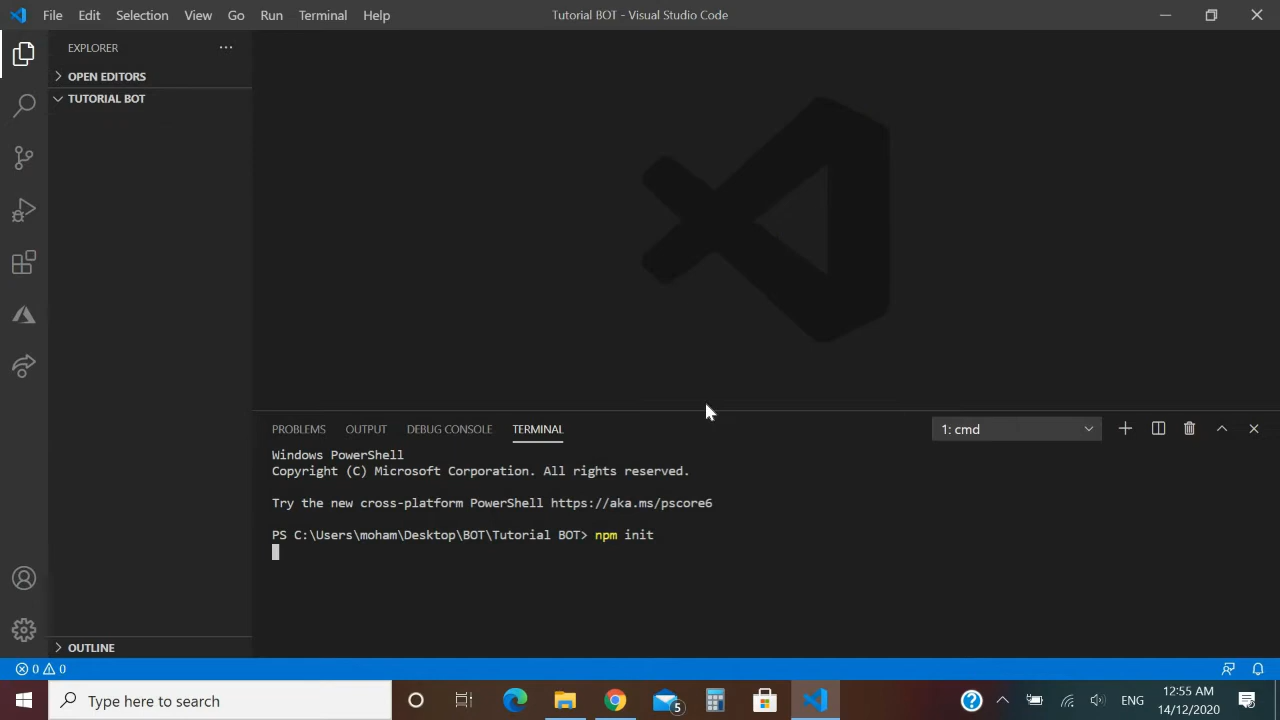 File Edit Selection View Go Run Terminal Help
Tutorial BOT - Visual Studio Code
EXPLORER
OPEN EDITORS
TUTORIAL BOT
PROBLEMS OUTPUT DEBUG CONSOLE TERMINAL
1: cmd
Windows PowerShell
Copyright (C) Microsoft Corporation. All rights reserved.
Try the new cross-platform PowerShell https://aka.ms/pscore6
PS C:\Users\moham\Desktop\BOT\Tutorial BOT> npm init
OUTLINE
0 0
Type here to search
5
ENG
12:55 AM
14/12/2020